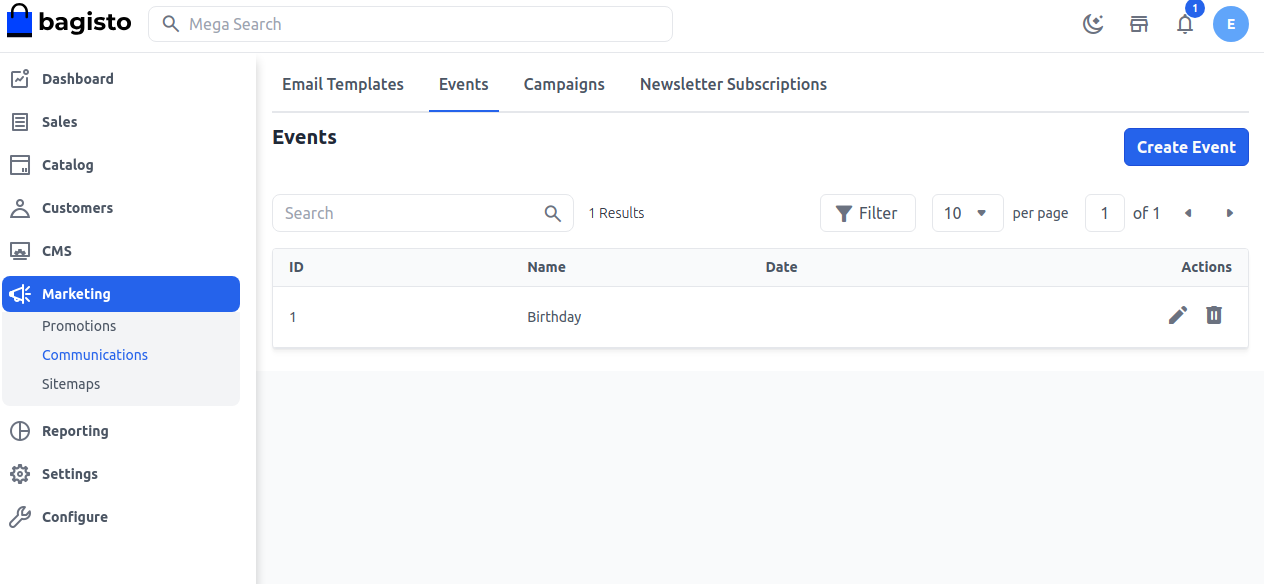 bagisto
Mega Search
1
E
Dashboard
Sales
Catalog
Customers
CMS
Marketing
Promotions
Communications
Sitemaps
Reporting
Settings
Configure
Email Templates Events Campaigns Newsletter Subscriptions
Events
Create Event
Search
1 Results
Filter
10
per page
1
of 1
ID Name Date Actions
1 Birthday